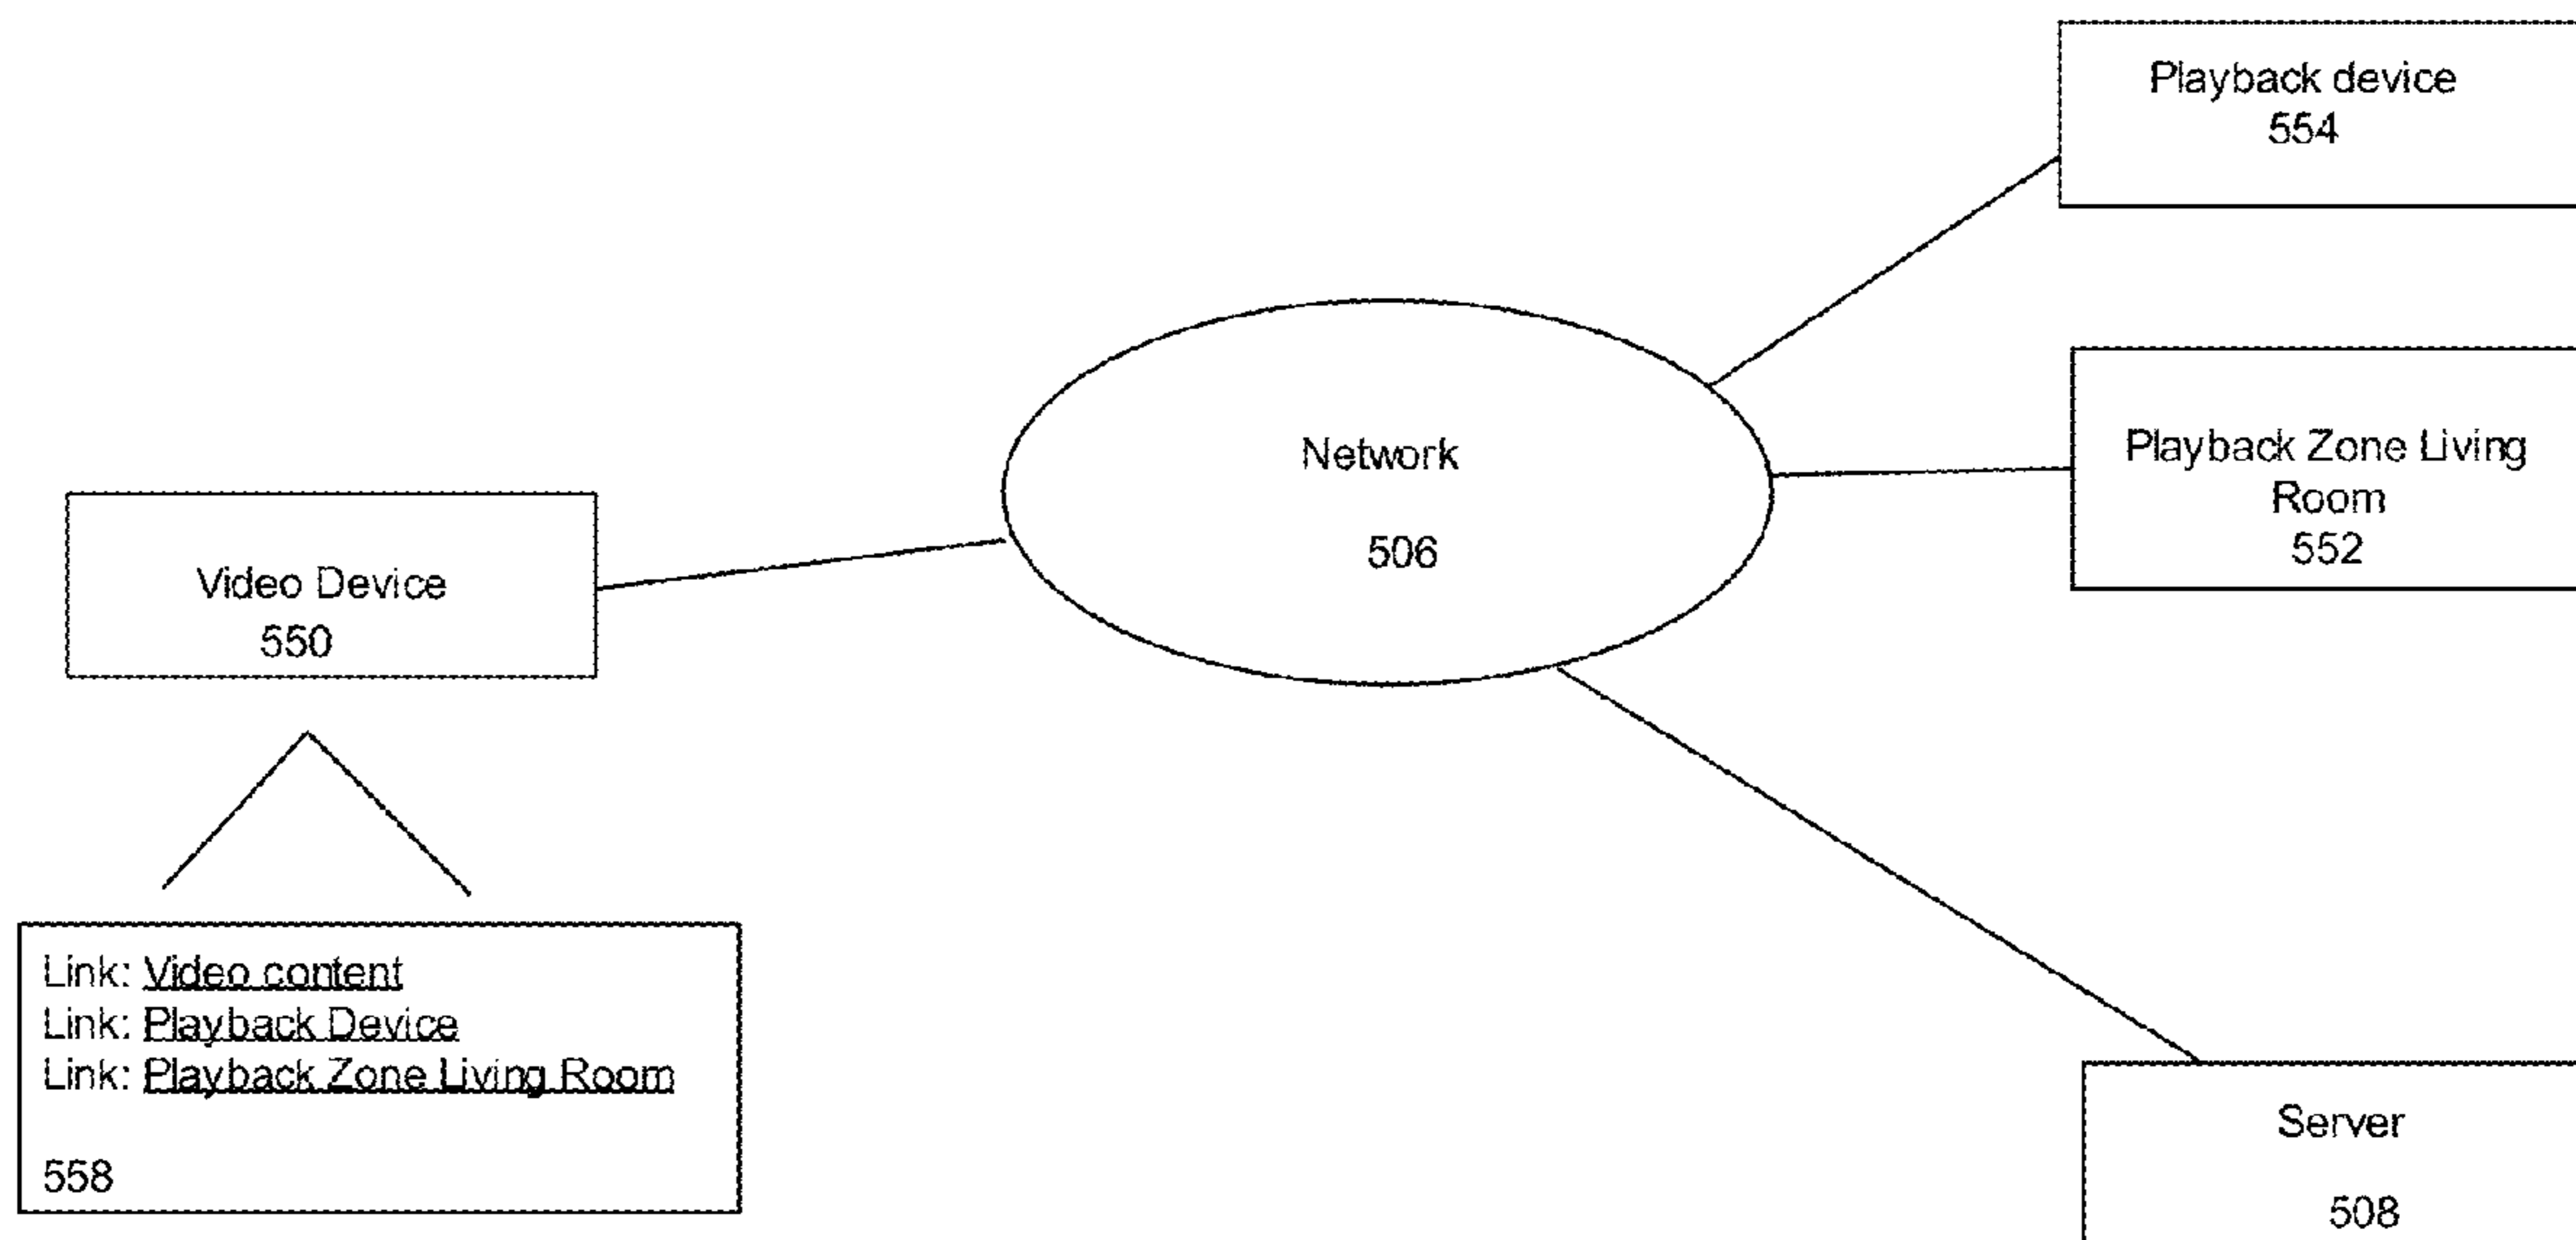 Playback device
554
Network
506
Playback Zone Living
Room
552
Video Device
550
Link: Video content
Link: Playback Device
Link: Playback Zone Living Room
558
Server
508